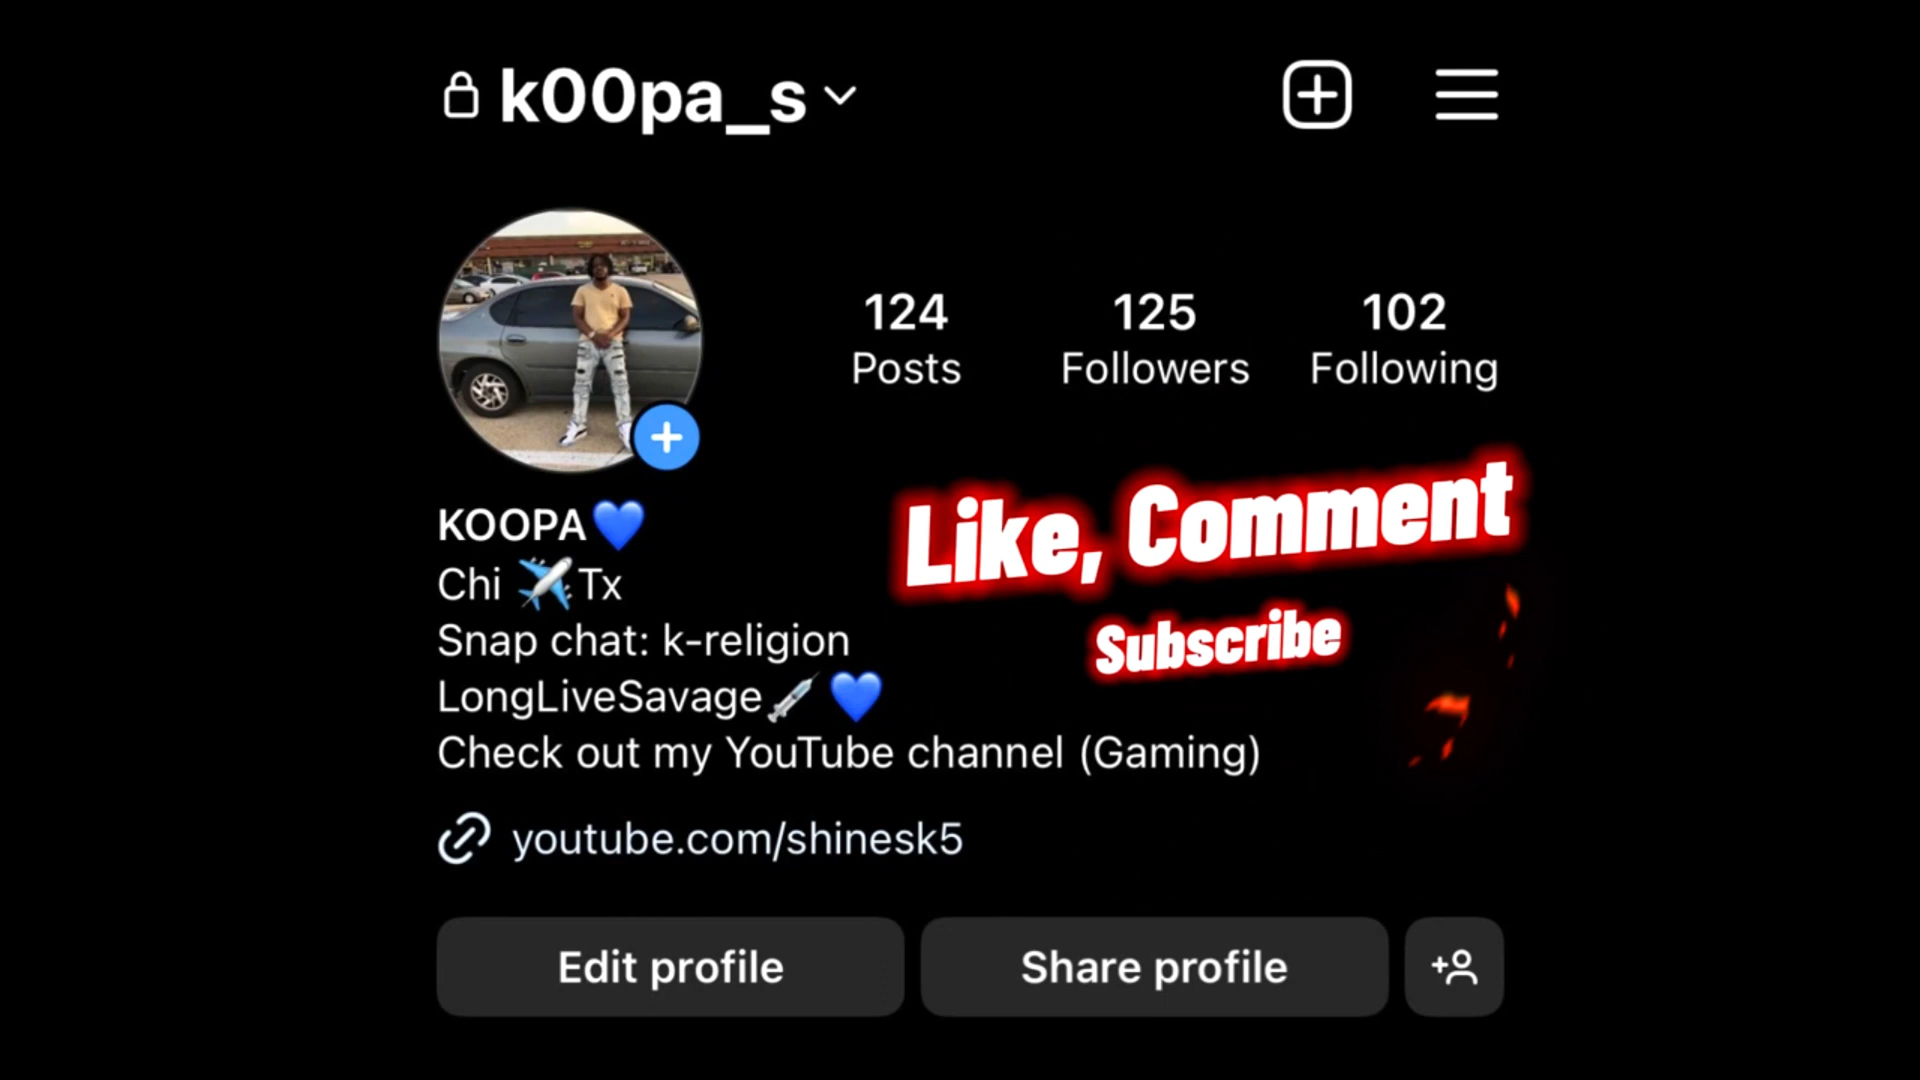 k00pa_s
124 125 102
Posts Followers Following
KOOPA💙
Chi ✈️Tx
Snap chat: k-religion
LongLiveSavage💉💙
Check out my YouTube channel (Gaming)
youtube.com/shinesk5
Like, Comment
Subscribe
Edit profile Share profile